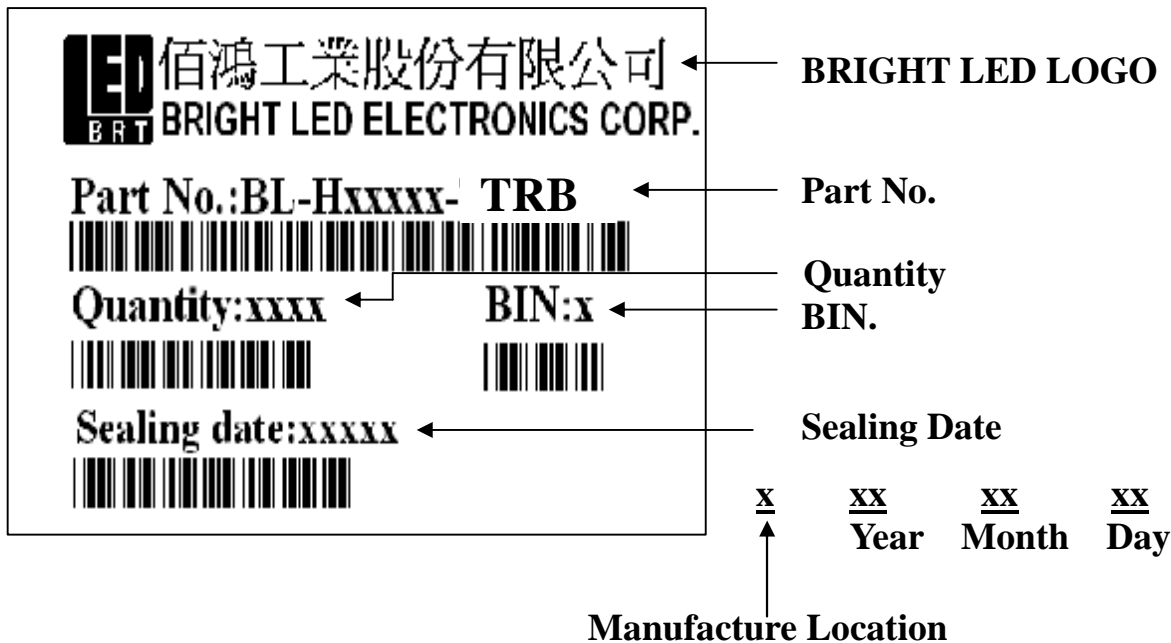 LED 佰鴻工業股份有限公司 BRIGHT LED LOGO
BRT BRIGHT LED ELECTRONICS CORP.
Part No.:BL-Hxxxxx- TRB Part No.
Quantity
Quantity:xxxx BIN:x BIN.
Sealing date:xxxxx Sealing Date
x xx xx xx
Year Month Day
Manufacture Location